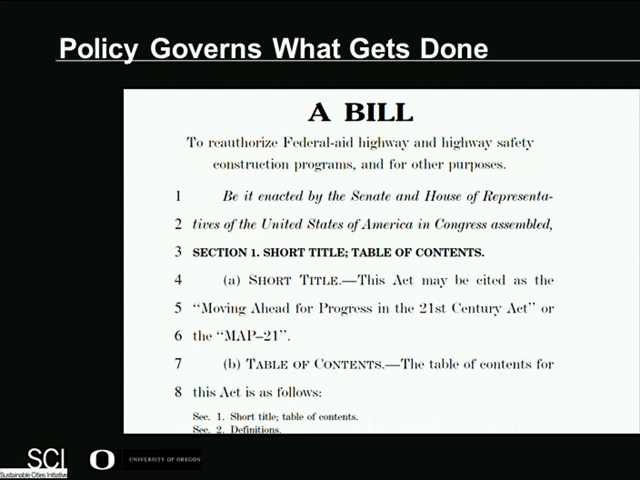 Policy Governs What Gets Done
A BILL
To reauthorize Federal-aid highway and highway safety
construction programs, and for other purposes.
1 Be it enacted by the Senate and House of Representa-
2 tives of the United States of America in Congress assembled,
3 SECTION 1. SHORT TITLE; TABLE OF CONTENTS.
4 (a) SHORT TITLE.—This Act may be cited as the
5 “Moving Ahead for Progress in the 21st Century Act” or
6 the “MAP–21”.
7 (b) TABLE OF CONTENTS.—The table of contents for
8 this Act is as follows:
Sec. 1. Short title; table of contents.
Sec. 2. Definitions.
SCI
Sustainable Cities Initiative
O
UNIVERSITY OF OREGON